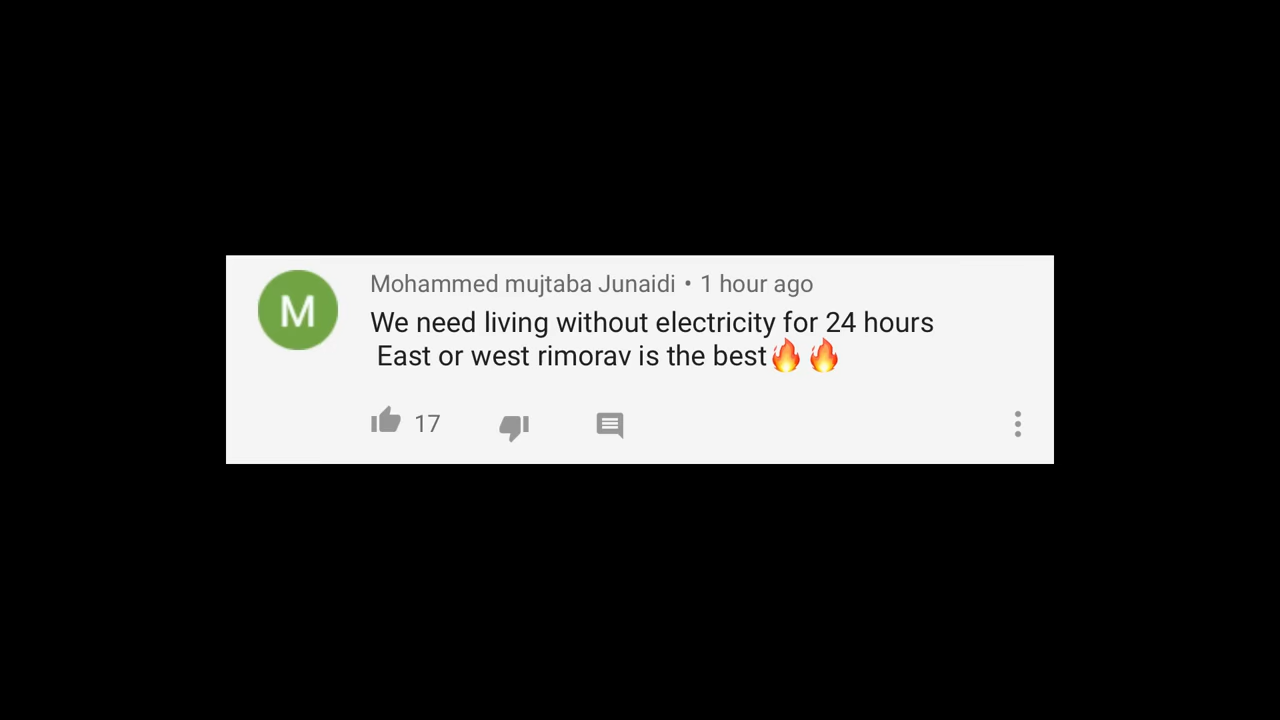 M
Mohammed mujtaba Junaidi • 1 hour ago
We need living without electricity for 24 hours
East or west rimorav is the best🔥🔥
17